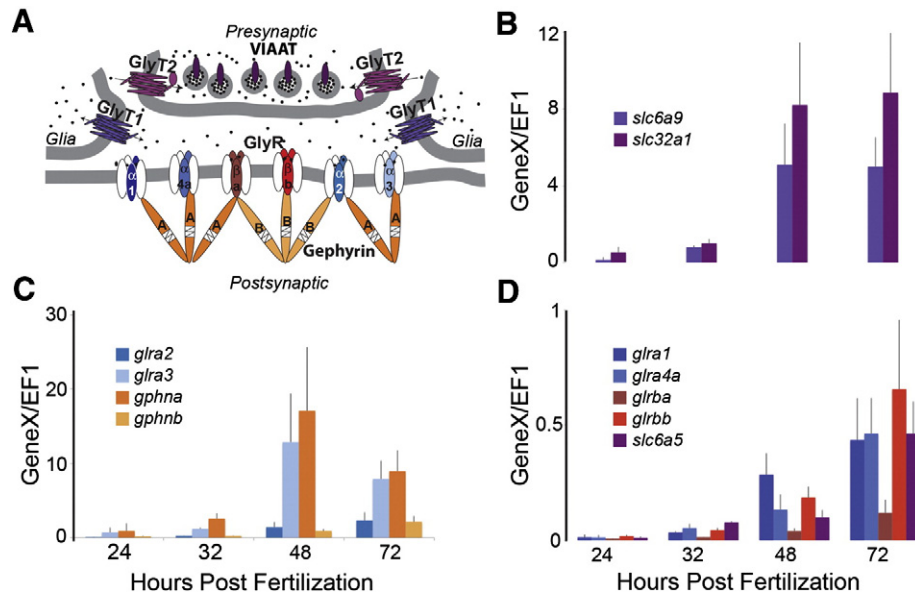 A
Presynaptic
VIAAT
GlyT2
GlyT2
GlyT1
GlyT1
Glia
Glia
GlyR
α 1
α 4a
β a
β b
α 2
α 3
A
A
A
B
B
B
A
A
Gephyrin
Postsynaptic
B
GeneX/EF1
12
8
4
0
slc6a9
slc32a1
C
GeneX/EF1
30
20
10
0
glra2
glra3
gphna
gphnb
24
32
48
72
Hours Post Fertilization
D
GeneX/EF1
1
0.5
0
glra1
glra4a
glrba
glrbb
slc6a5
24
32
48
72
Hours Post Fertilization